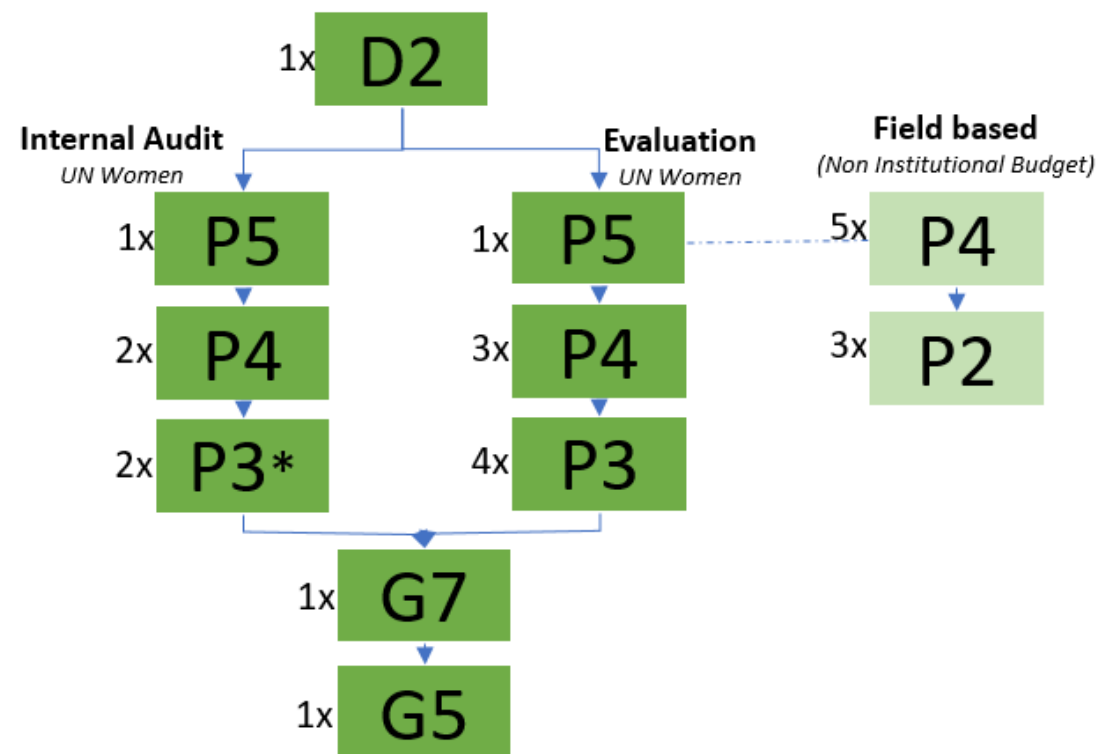 1x D2
Internal Audit
UN Women
Evaluation
UN Women
Field based
(Non Institutional Budget)
1x P5
1x P5
5x P4
2x P4
3x P4
3x P2
2x P3*
4x P3
1x G7
1x G5